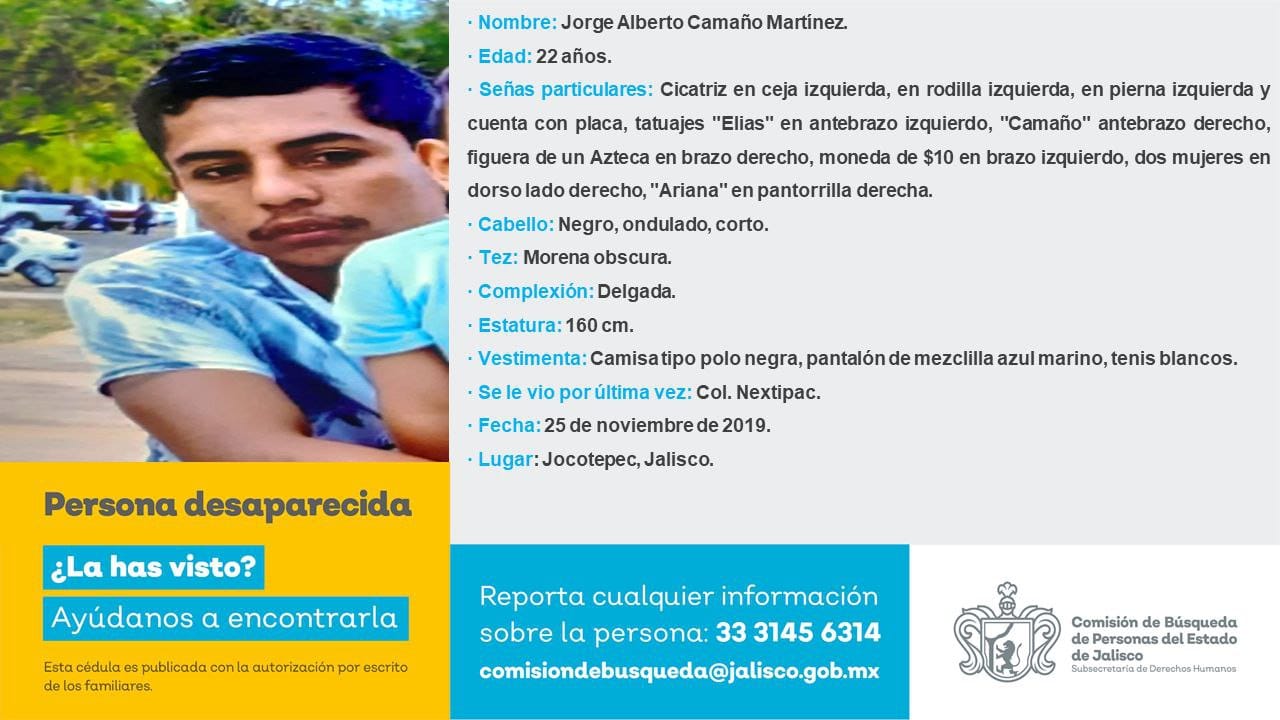 · Nombre: Jorge Alberto Camaño Martínez.
· Edad: 22 años.
· Señas particulares: Cicatriz en ceja izquierda, en rodilla izquierda, en pierna izquierda y
cuenta con placa, tatuajes "Elias" en antebrazo izquierdo, "Camaño" antebrazo derecho,
figuera de un Azteca en brazo derecho, moneda de $10 en brazo izquierdo, dos mujeres en
dorso lado derecho, "Ariana" en pantorrilla derecha.
· Cabello: Negro, ondulado, corto.
· Tez: Morena obscura.
· Complexión: Delgada.
· Estatura: 160 cm.
· Vestimenta: Camisa tipo polo negra, pantalón de mezclilla azul marino, tenis blancos.
· Se le vio por última vez: Col. Nextipac.
· Fecha: 25 de noviembre de 2019.
· Lugar: Jocotepec, Jalisco.
Persona desaparecida
¿La has visto?
Ayúdanos a encontrarla
Esta cédula es publicada con la autorización por escrito
de los familiares.
Reporta cualquier información
sobre la persona: 33 3145 6314
comisiondebusqueda@jalisco.gob.mx
Comisión de Búsqueda
de Personas del Estado
de Jalisco
Subsecretaría de Derechos Humanos